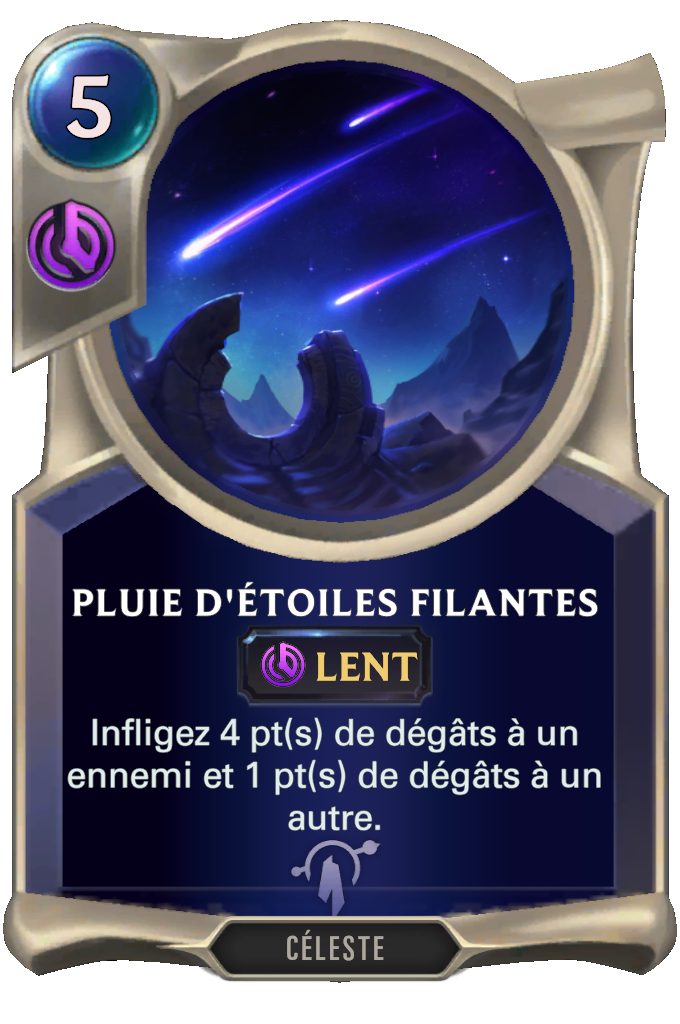 5
PLUIE D'ÉTOILES FILANTES
LENT
Infligez 4 pt(s) de dégâts à un
ennemi et 1 pt(s) de dégâts à un
autre.
CÉLESTE